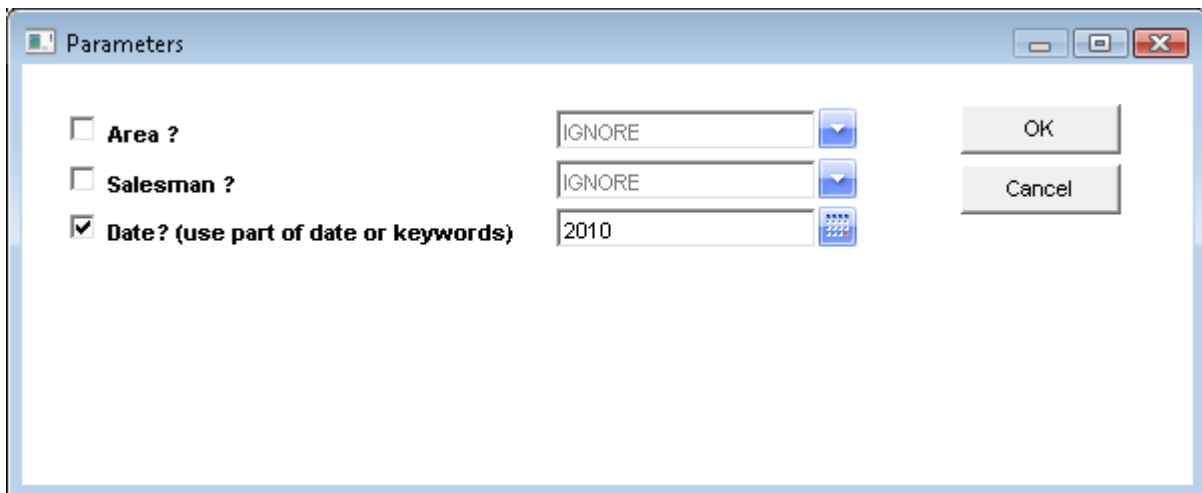 Parameters
Area ? IGNORE OK
Salesman ? IGNORE Cancel
Date? (use part of date or keywords) 2010